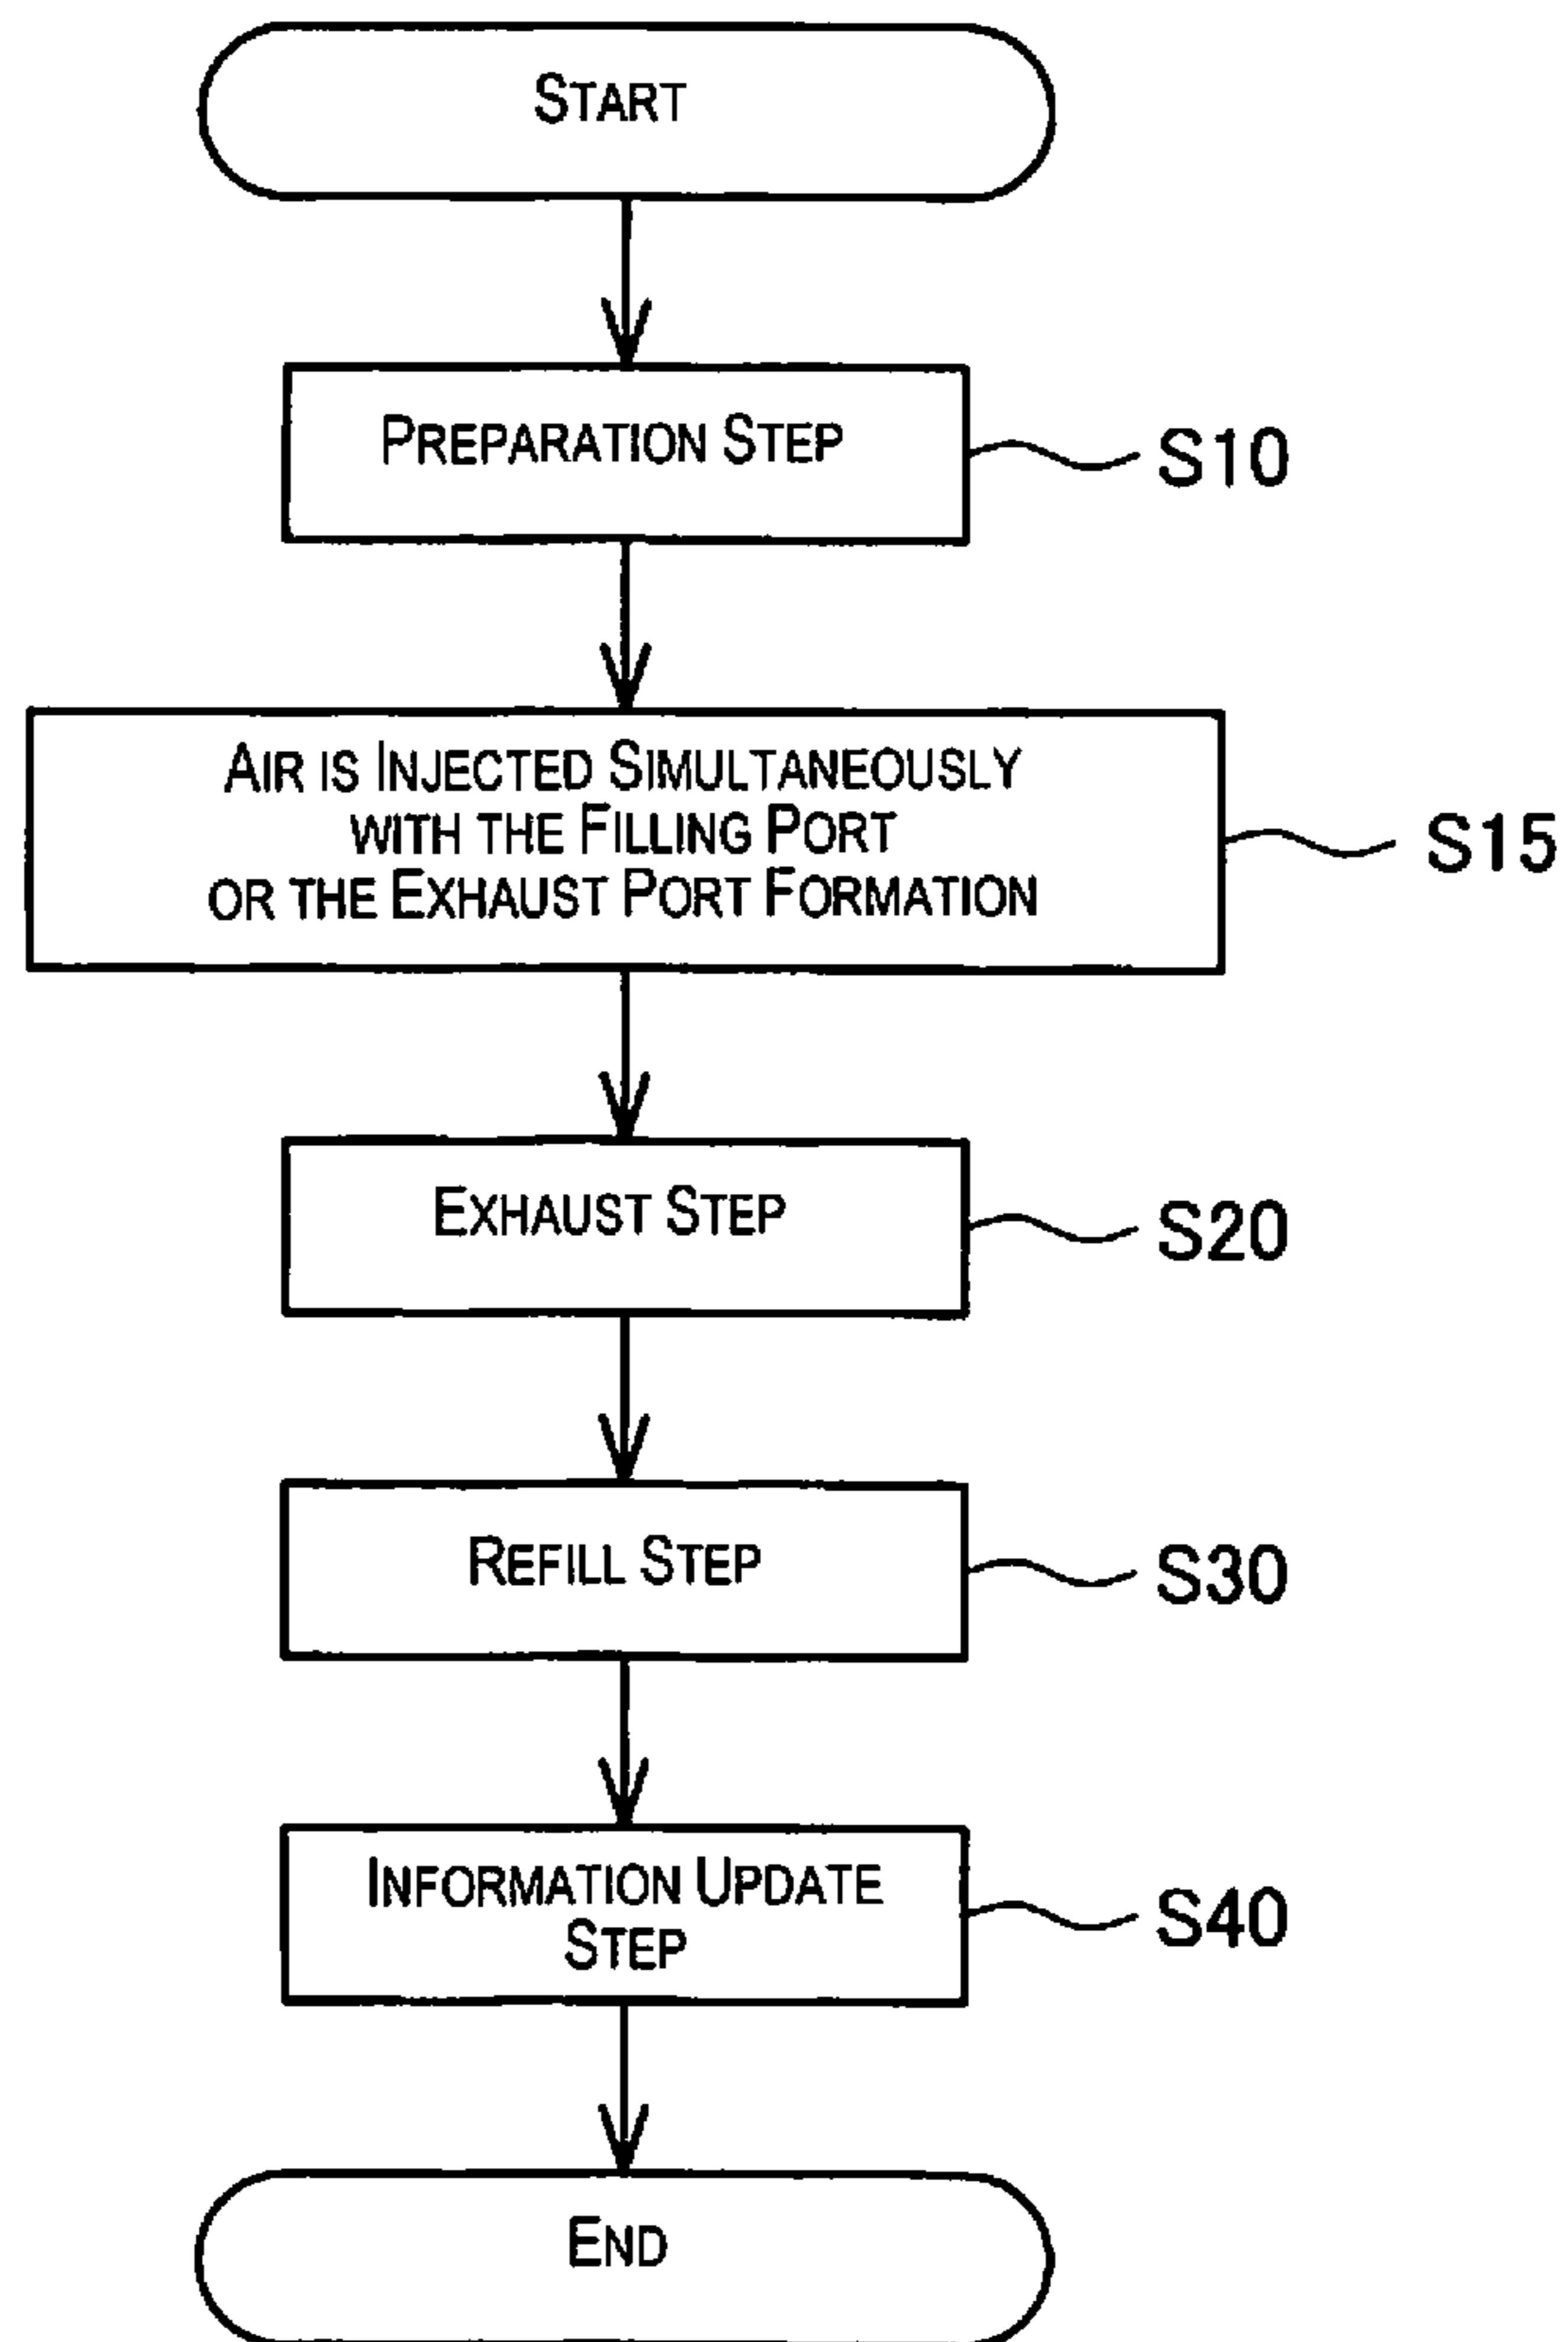 START
PREPARATION STEP
S10
AIR IS INJECTED SIMULTANEOUSLY
WITH THE FILLING PORT
OR THE EXHAUST PORT FORMATION
S15
EXHAUST STEP
S20
REFILL STEP
S30
INFORMATION UPDATE
STEP
S40
END